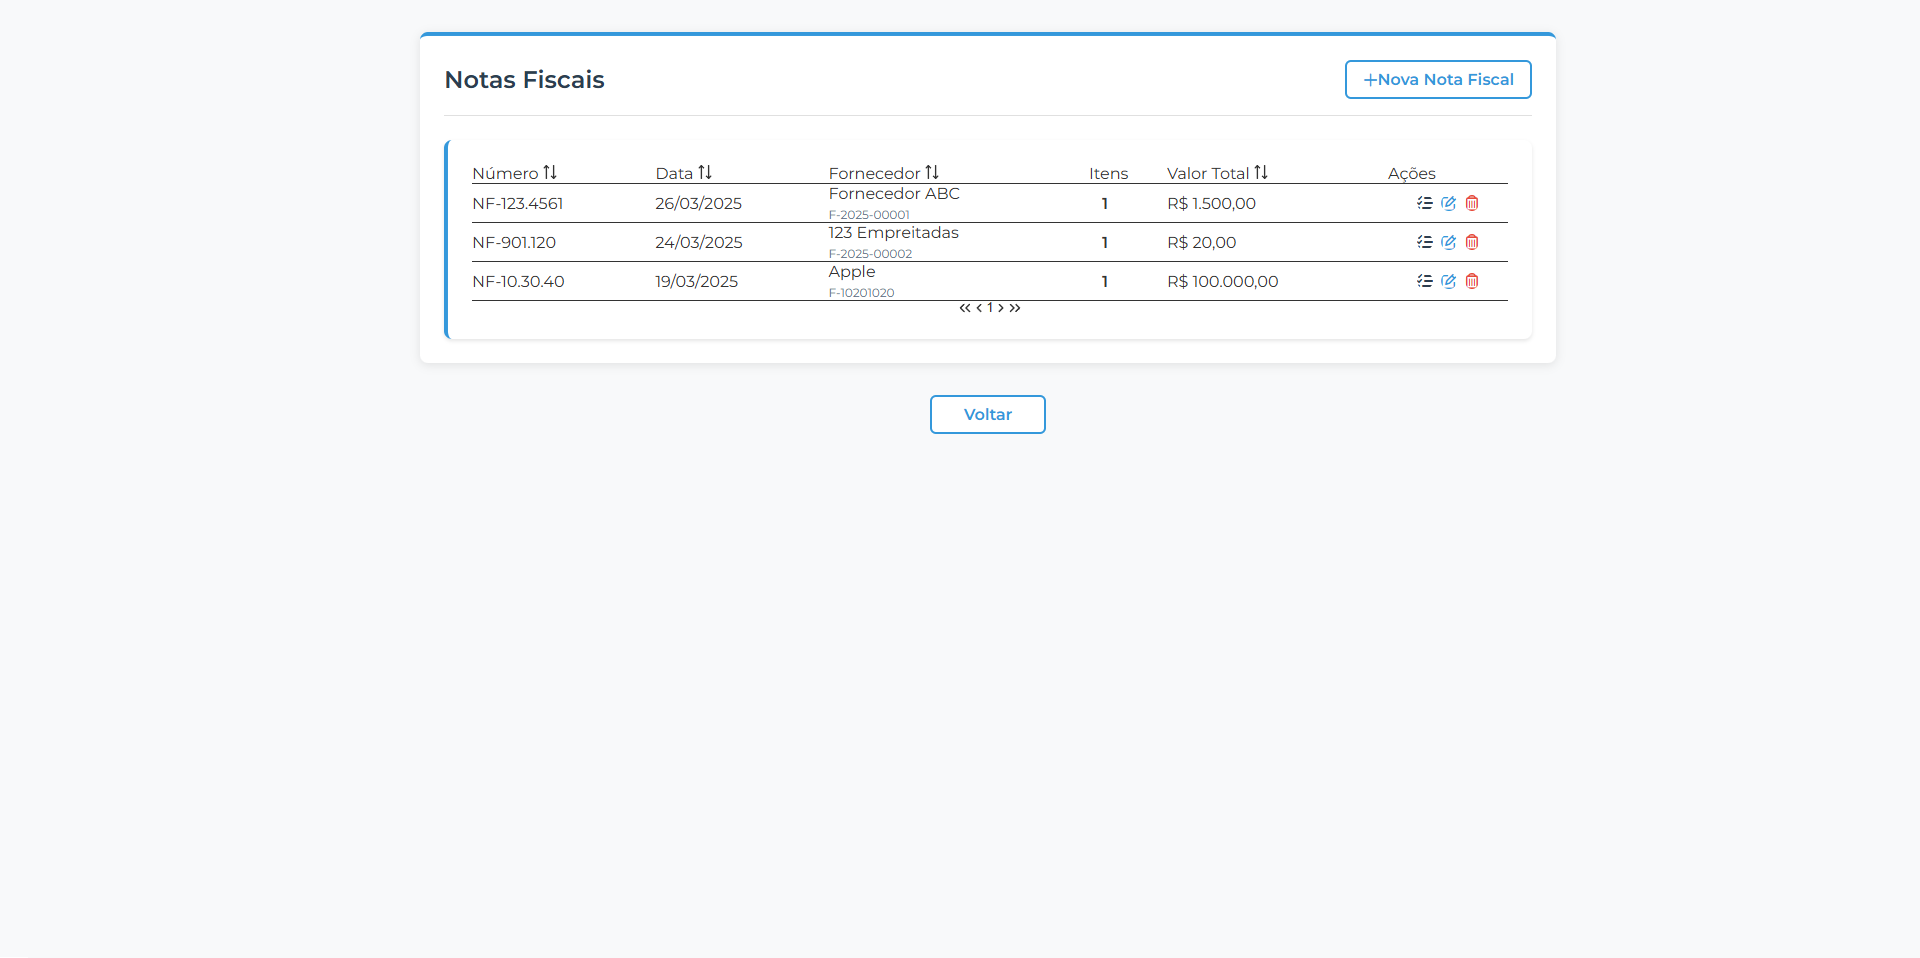 Notas Fiscais
+Nova Nota Fiscal
Número Data Fornecedor Itens Valor Total Ações
NF-123.4561 26/03/2025 Fornecedor ABC 1 R$ 1.500,00
F-2025-00001
NF-901.120 24/03/2025 123 Empreitadas 1 R$ 20,00
F-2025-00002
NF-10.30.40 19/03/2025 Apple 1 R$ 100.000,00
F-10201020
« ‹ 1 › »
Voltar